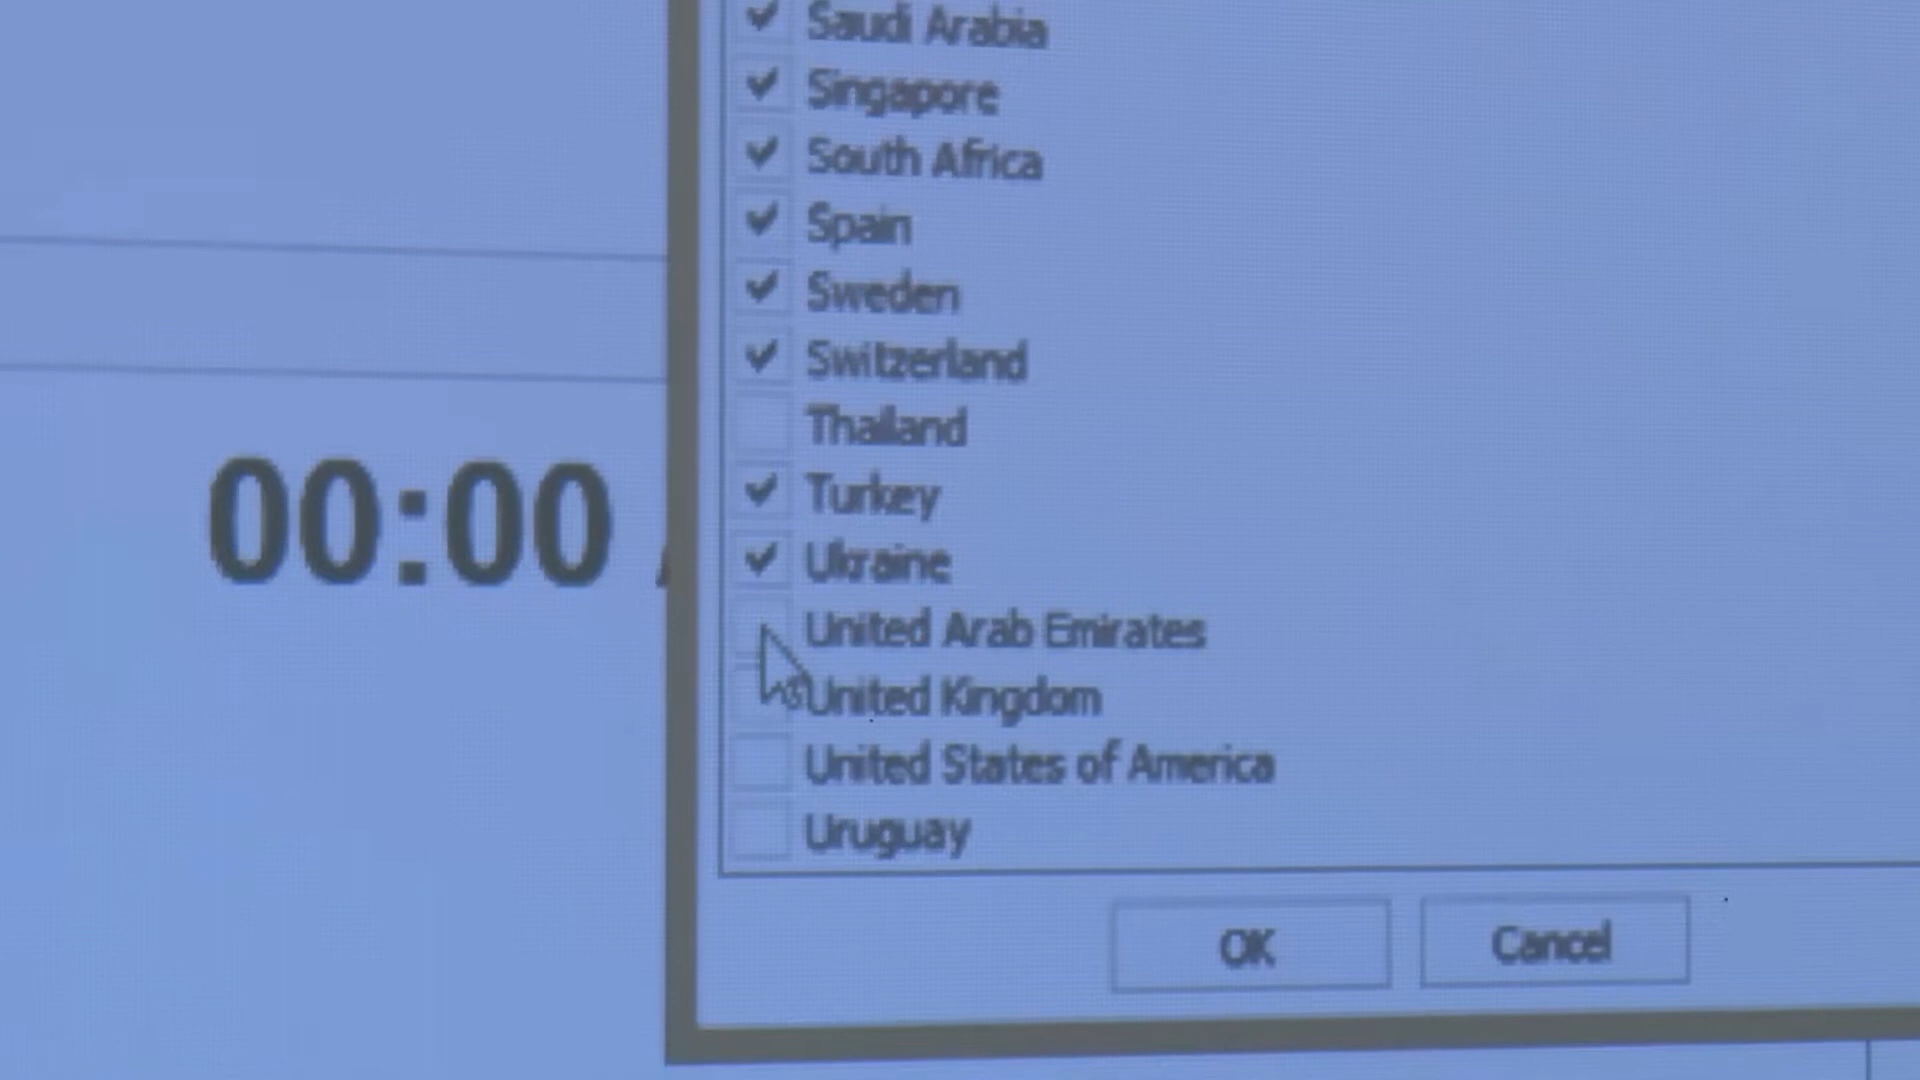 Saudi Arabia
Singapore
South Africa
Spain
Sweden
Switzerland
Thailand
00:00
Turkey
Ukraine
United Arab Emirates
United Kingdom
United States of America
Uruguay
OK
Cancel